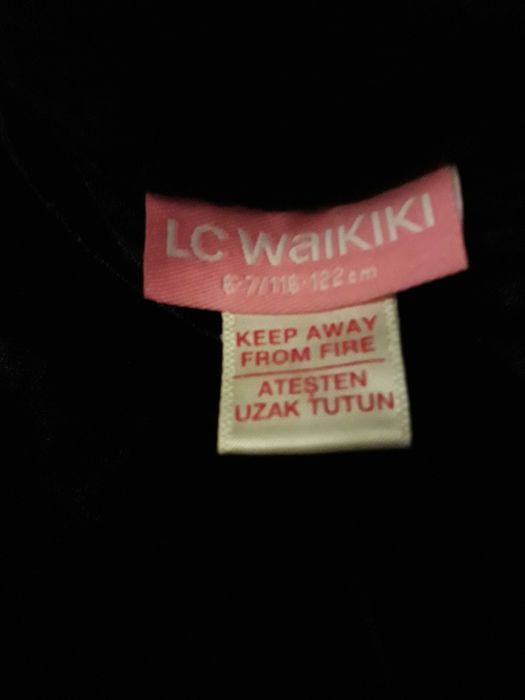 LC WaiKiKi
6-7/116-122cm
KEEP AWAY
FROM FIRE
ATEŞTEN
UZAK TUTUN